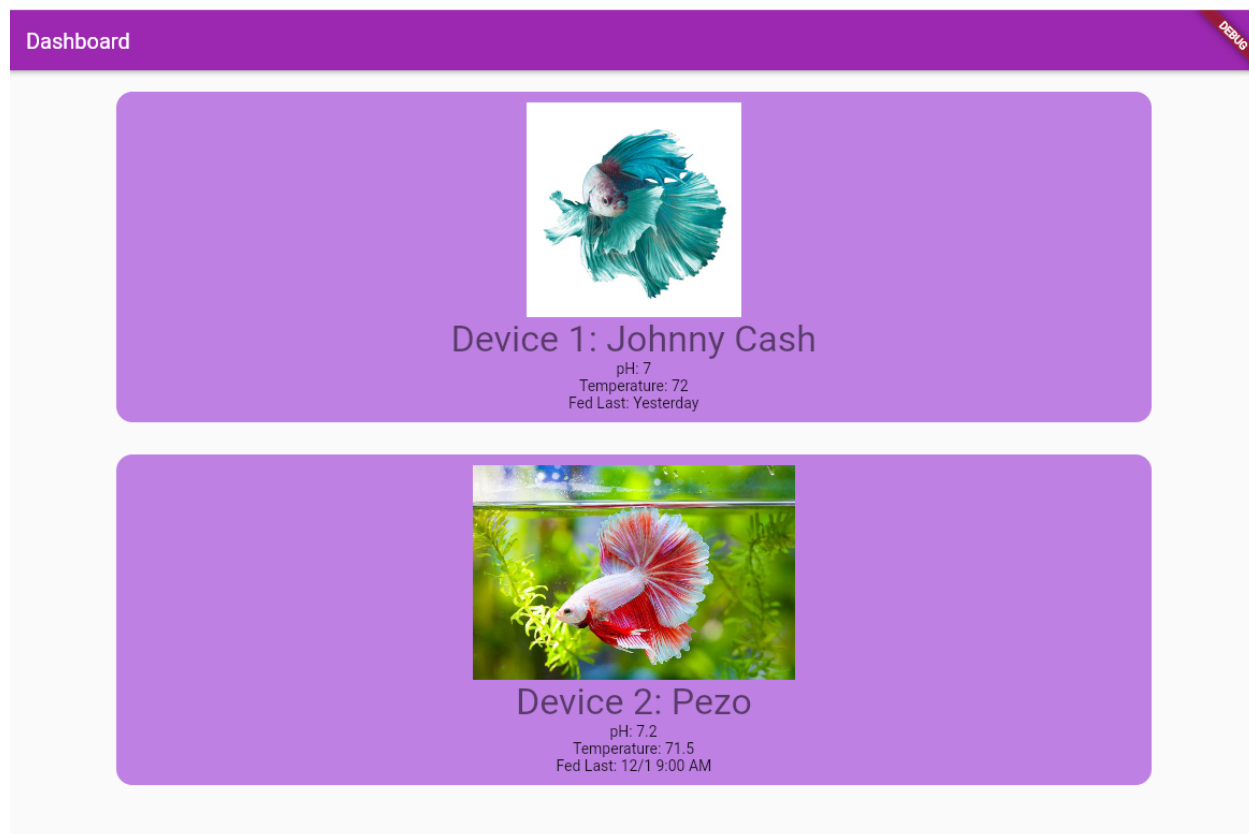 Dashboard
DEBUG
Device 1: Johnny Cash
pH: 7
Temperature: 72
Fed Last: Yesterday
Device 2: Pezo
pH: 7.2
Temperature: 71.5
Fed Last: 12/1 9:00 AM